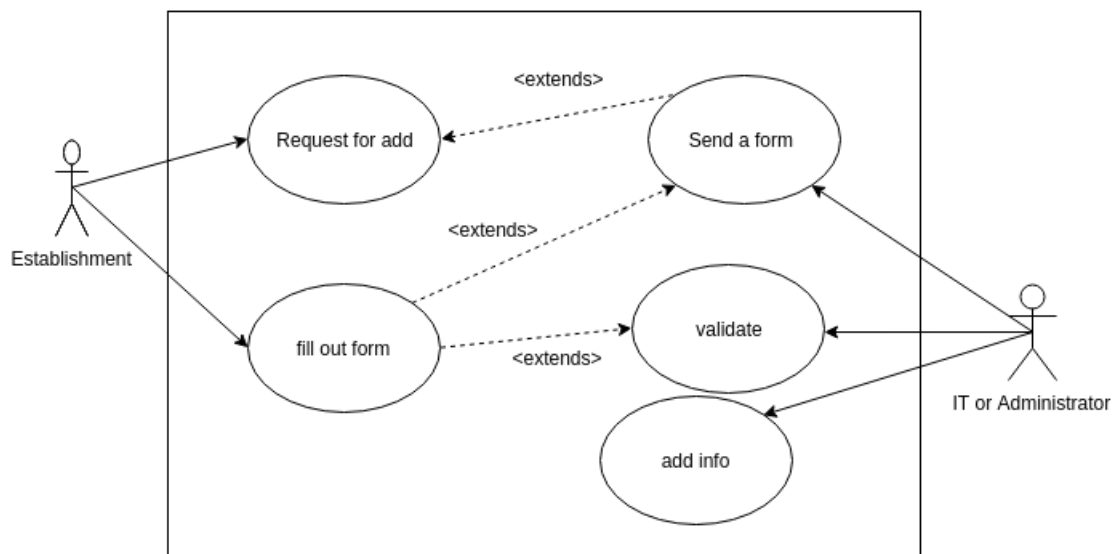 <extends>
Request for add
Send a form
<extends>
Establishment
validate
fill out form
<extends>
IT or Administrator
add info